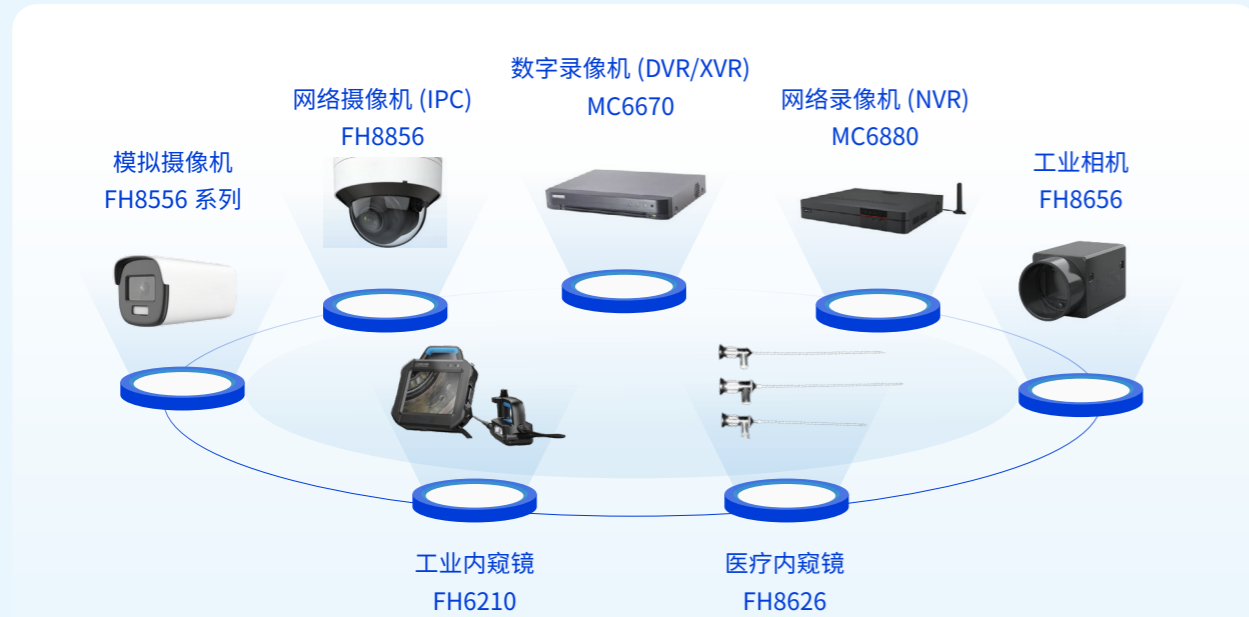 数字录像机 (DVR/XVR)
MC6670
网络摄像机 (IPC)
FH8856
网络录像机 (NVR)
MC6880
模拟摄像机
FH8556 系列
工业相机
FH8656
工业内窥镜
FH6210
医疗内窥镜
FH8626